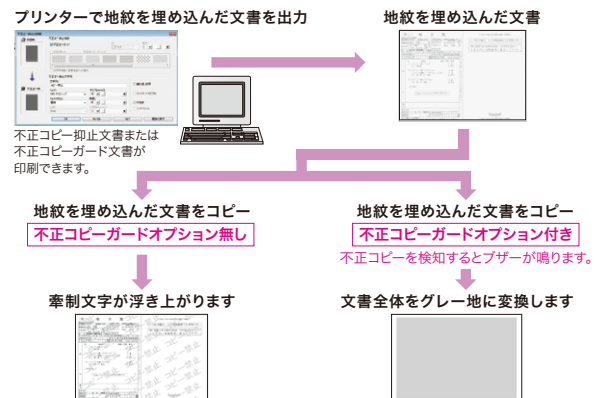 プリンターで地紋を埋め込んだ文書を出力
地紋を埋め込んだ文書
不正コピー抑止文書または
不正コピーガード文書が
印刷できます。
地紋を埋め込んだ文書をコピー
不正コピーガードオプション無し
地紋を埋め込んだ文書をコピー
不正コピーガードオプション付き
不正コピーを検知するとブザーが鳴ります。
牽制文字が浮き上がります
文書全体をグレー地に変換します